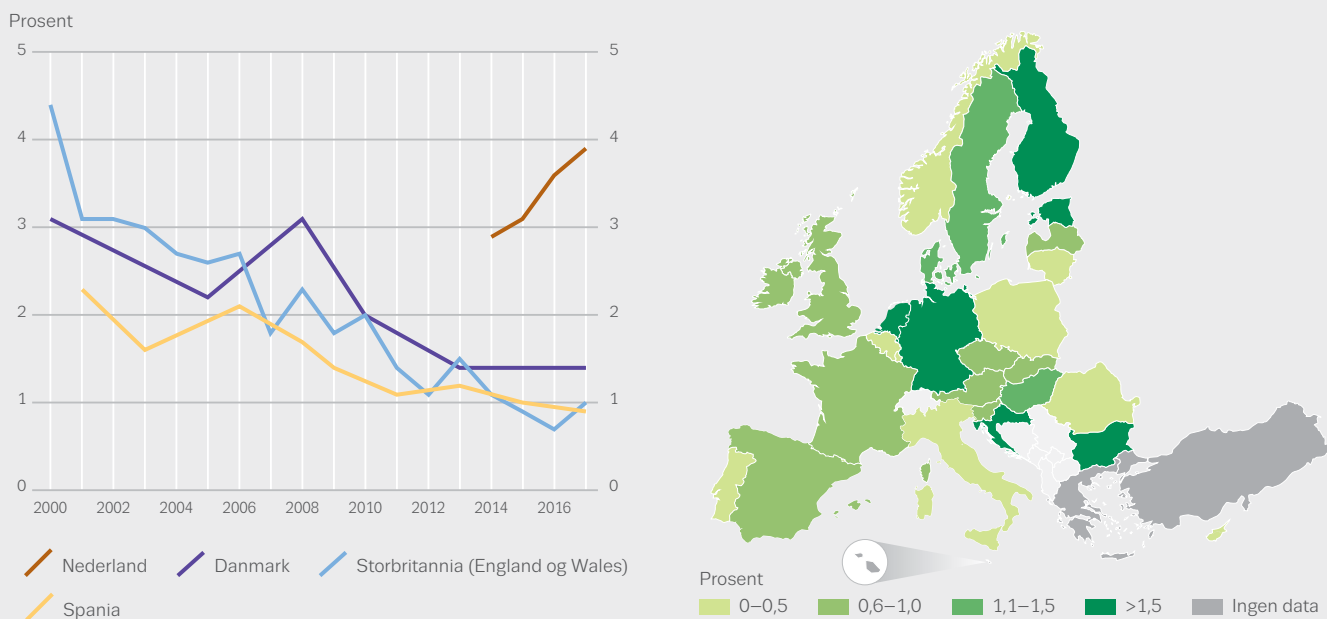 Prosent
5 5
4 4
3 3
2 2
1 1
0 0
2000 2002 2004 2006 2008 2010 2012 2014 2016
Nederland Danmark Storbritannia (England og Wales)
Spania
Prosent
0–0,5 0,6–1,0 1,1–1,5 >1,5 Ingen data